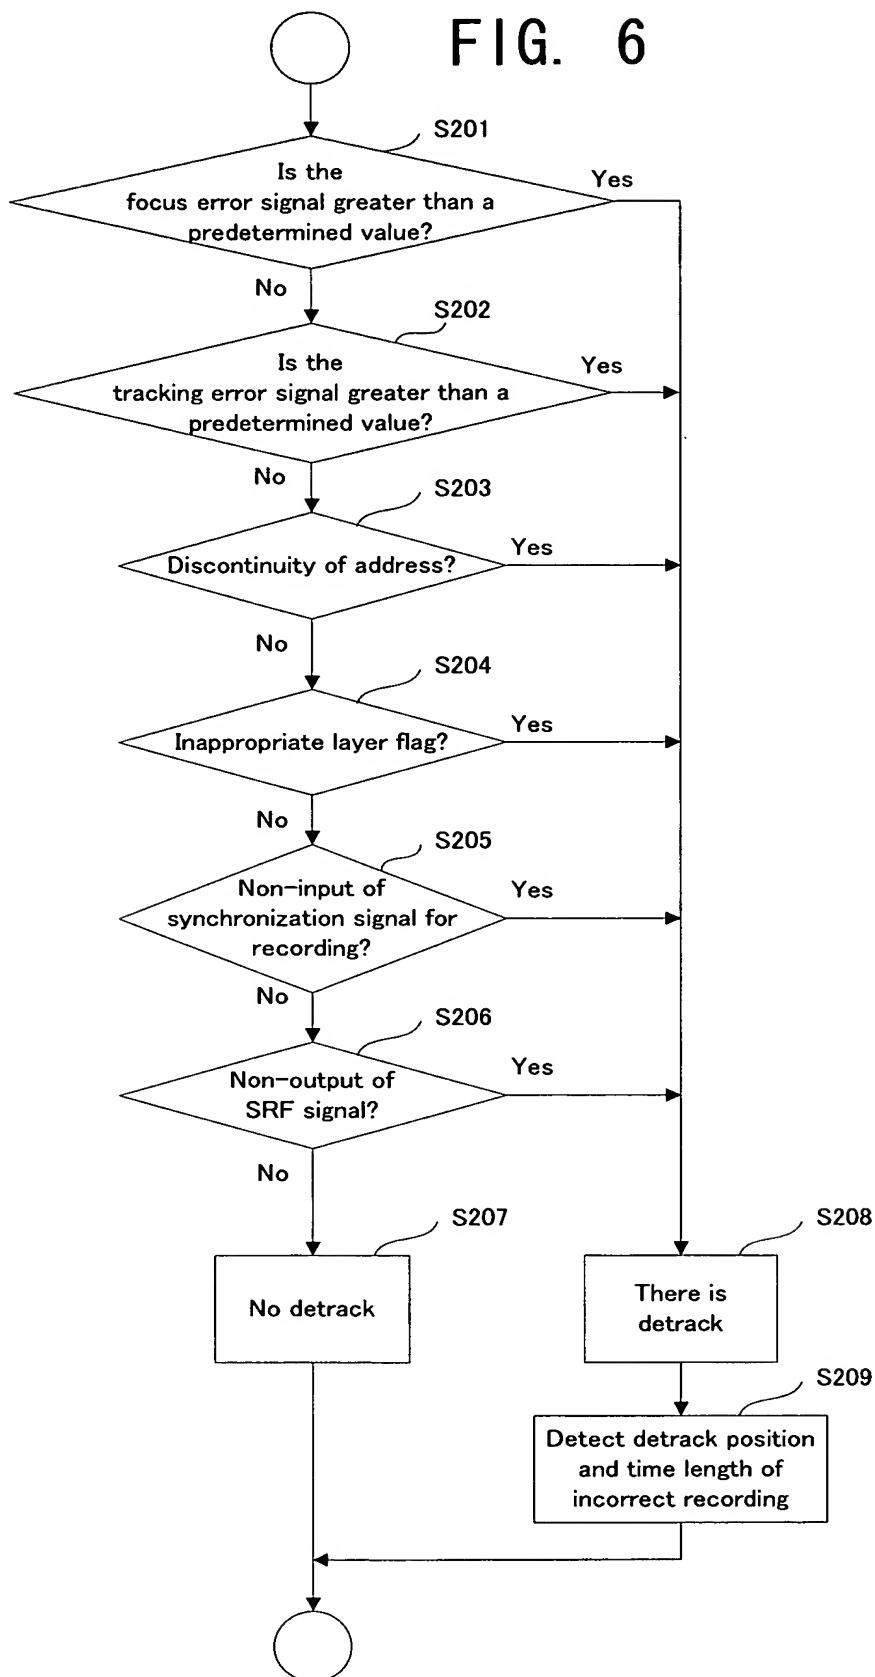 FIG. 6
S201
Is the
focus error signal greater than a
predetermined value?
Yes
No
S202
Is the
tracking error signal greater than a
predetermined value?
Yes
No
S203
Discontinuity of address?
Yes
No
S204
Inappropriate layer flag?
Yes
No
S205
Non-input of
synchronization signal for
recording?
Yes
No
S206
Non-output of
SRF signal?
Yes
No
S207
No detrack
S208
There is
detrack
S209
Detect detrack position
and time length of
incorrect recording